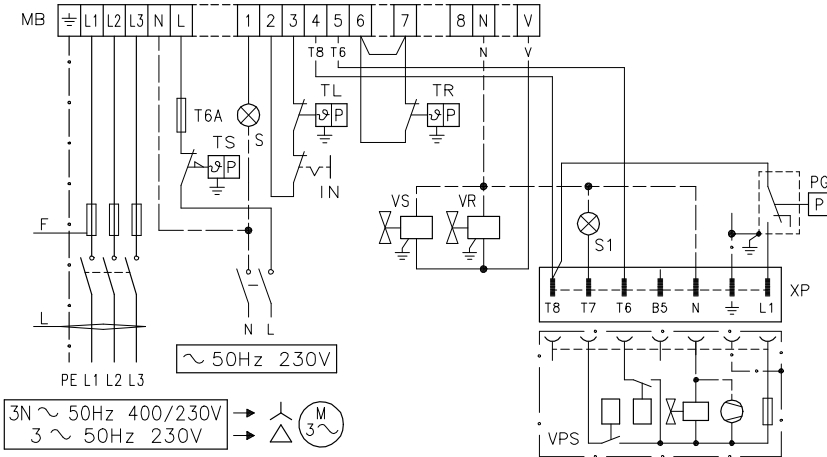 MB L1 L2 L3 N L 1 2 3 4 5 6 7 8 N V
T8 T6 N V
T6A S TL ϑ P TR ϑ P
TS ϑ P
IN
PG
P
VS VR
F
S1
XP
T8 T7 T6 B5 N L1
L
N L
∼ 50Hz 230V
PE L1 L2 L3
3N ∼ 50Hz 400/230V
3 ∼ 50Hz 230V
M
3∼
VPS